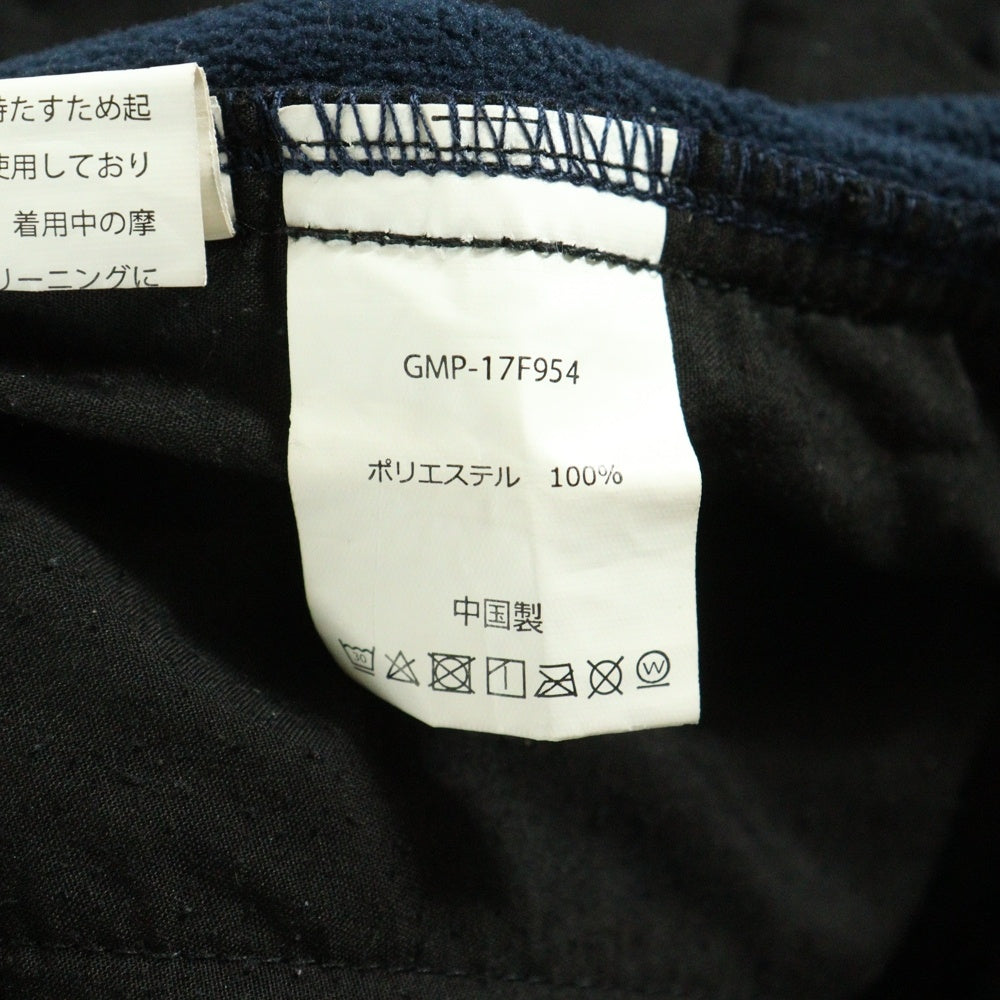 持たすため起
使用しており
着用中の摩
リーニングに
GMP-17F954
ポリエステル 100%
中国製
30
W